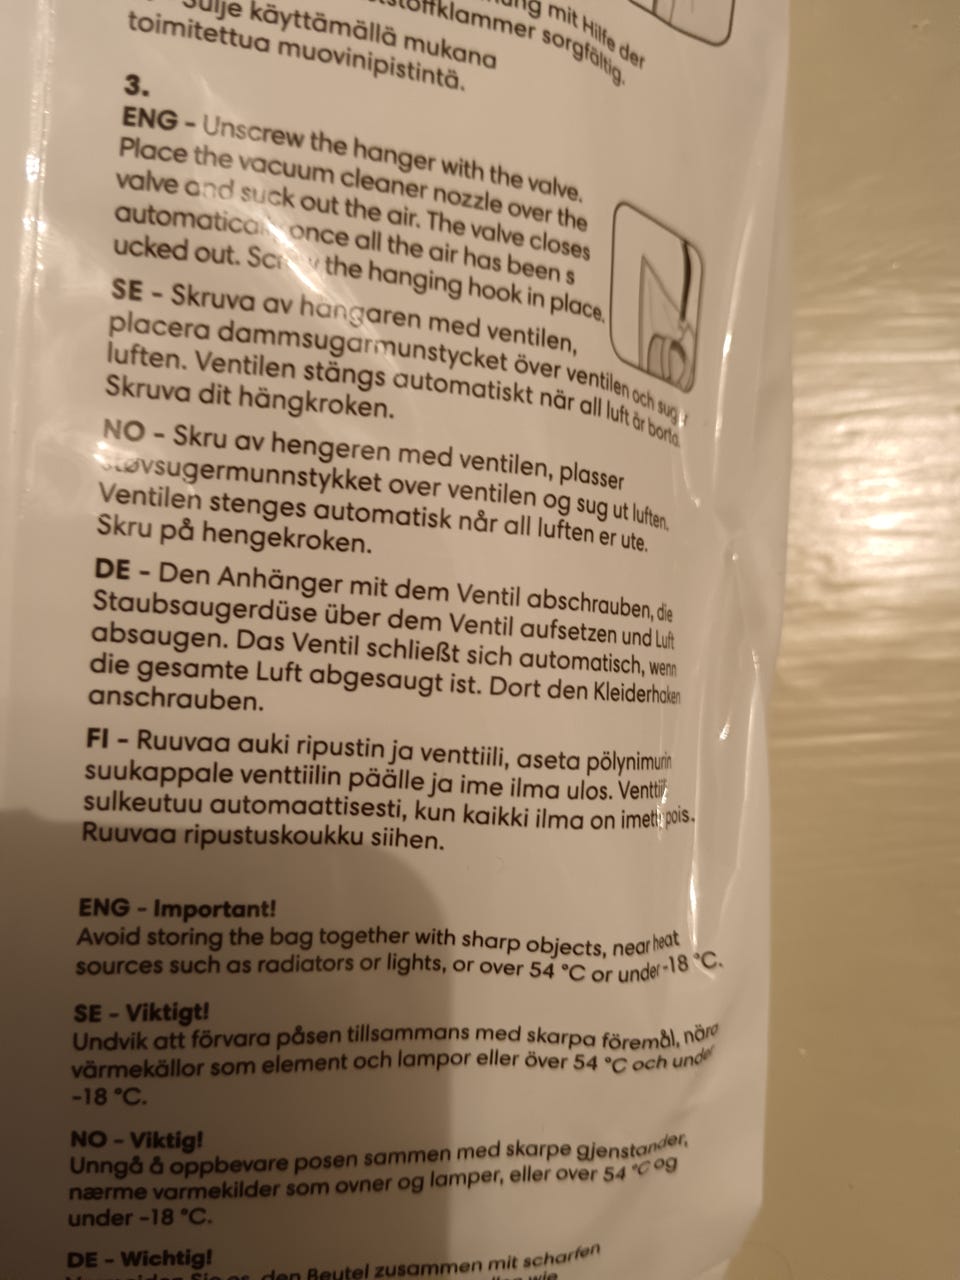 Sulje käyttämällä mukana
toimitettua muovinipistintä.
mit Hilfe der
sorgfältig.
3.
ENG - Unscrew the hanger with the valve.
Place the vacuum cleaner nozzle over the
valve and suck out the air. The valve closes
automatically once all the air has been s
ucked out. Screw the hanging hook in place.
SE - Skruva av hängaren med ventilen,
placera dammsugarmunstycket över ventilen och sug ur
luften. Ventilen stängs automatiskt när all luft är borta.
Skruva dit hängkroken.
NO - Skru av hengeren med ventilen, plasser
støvsugermunnstykket over ventilen og sug ut luften.
Ventilen stenges automatisk når all luften er ute.
Skru på hengekroken.
DE - Den Anhänger mit dem Ventil abschrauben, die
Staubsaugerdüse über dem Ventil aufsetzen und Luft
absaugen. Das Ventil schließt sich automatisch, wenn
die gesamte Luft abgesaugt ist. Dort den Kleiderhaken
anschrauben.
FI - Ruuvaa auki ripustin ja venttiili, aseta pölynimurin
suukappale venttiilin päälle ja ime ilma ulos. Venttiili
sulkeutuu automaattisesti, kun kaikki ilma on imetty pois.
Ruuvaa ripustuskoukku siihen.
ENG - Important!
Avoid storing the bag together with sharp objects, near heat
sources such as radiators or lights, or over 54 °C or under -18 °C.
SE - Viktigt!
Undvik att förvara påsen tillsammans med skarpa föremål, nära
värmekällor som element och lampor eller över 54 °C och under
-18 °C.
NO - Viktig!
Unngå å oppbevare posen sammen med skarpe gjenstander,
nærme varmekilder som ovner og lamper, eller over 54 °C og
under -18 °C.
DE - Wichtig!
den Beutel zusammen mit scharfen
wie